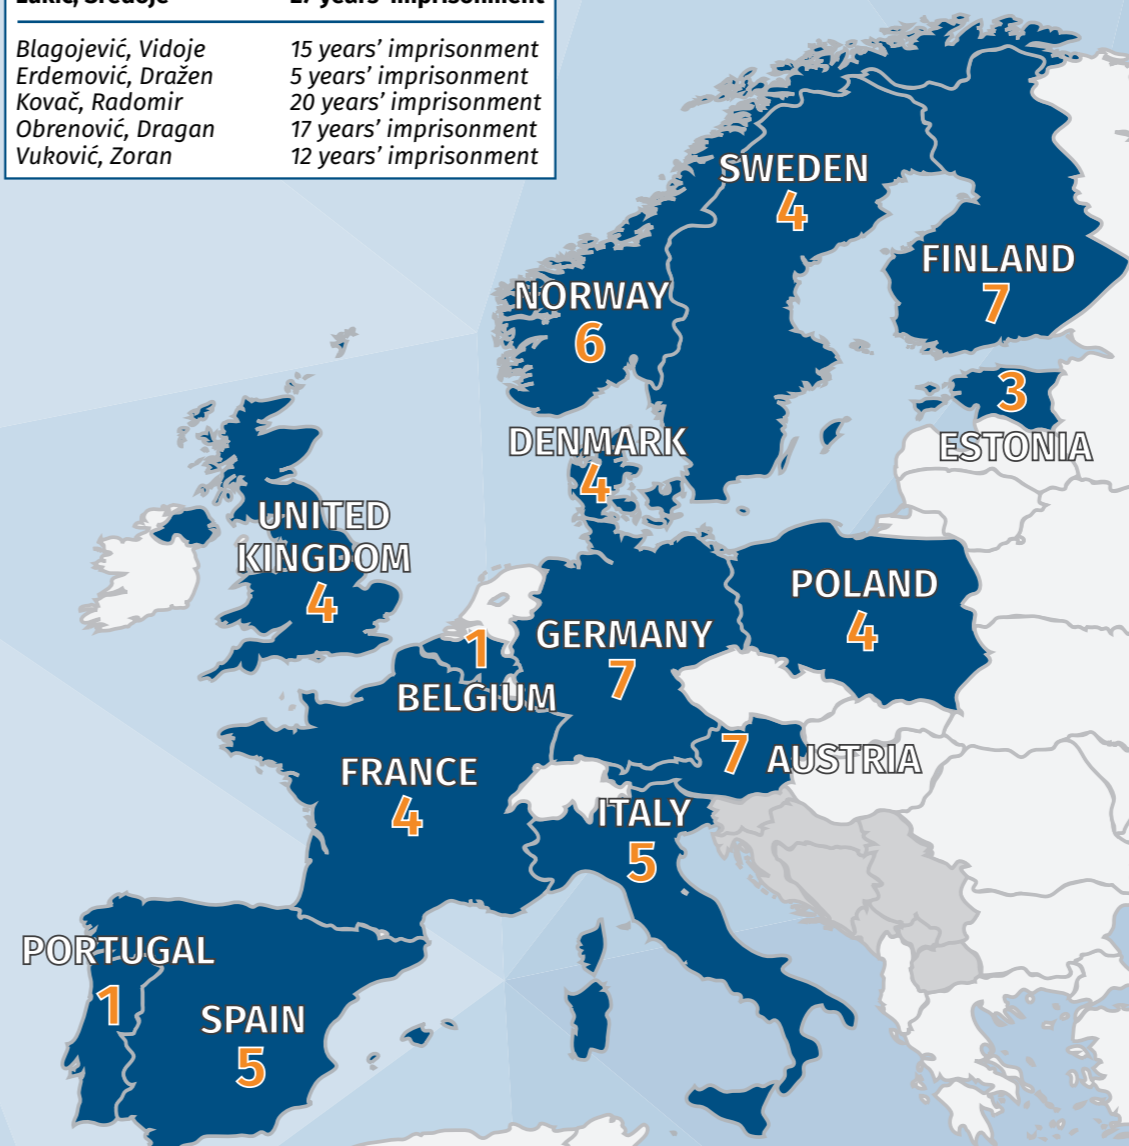 Blagojević, Vidoje 15 years’ imprisonment
Erdemović, Dražen 5 years’ imprisonment
Kovač, Radomir 20 years’ imprisonment
Obrenović, Dragan 17 years’ imprisonment
Vuković, Zoran 12 years’ imprisonment
SWEDEN
4
FINLAND
7
NORWAY
6
3
ESTONIA
DENMARK
4
UNITED
KINGDOM
4
POLAND
4
1
BELGIUM
GERMANY
7
7 AUSTRIA
FRANCE
4
ITALY
5
PORTUGAL
1
SPAIN
5